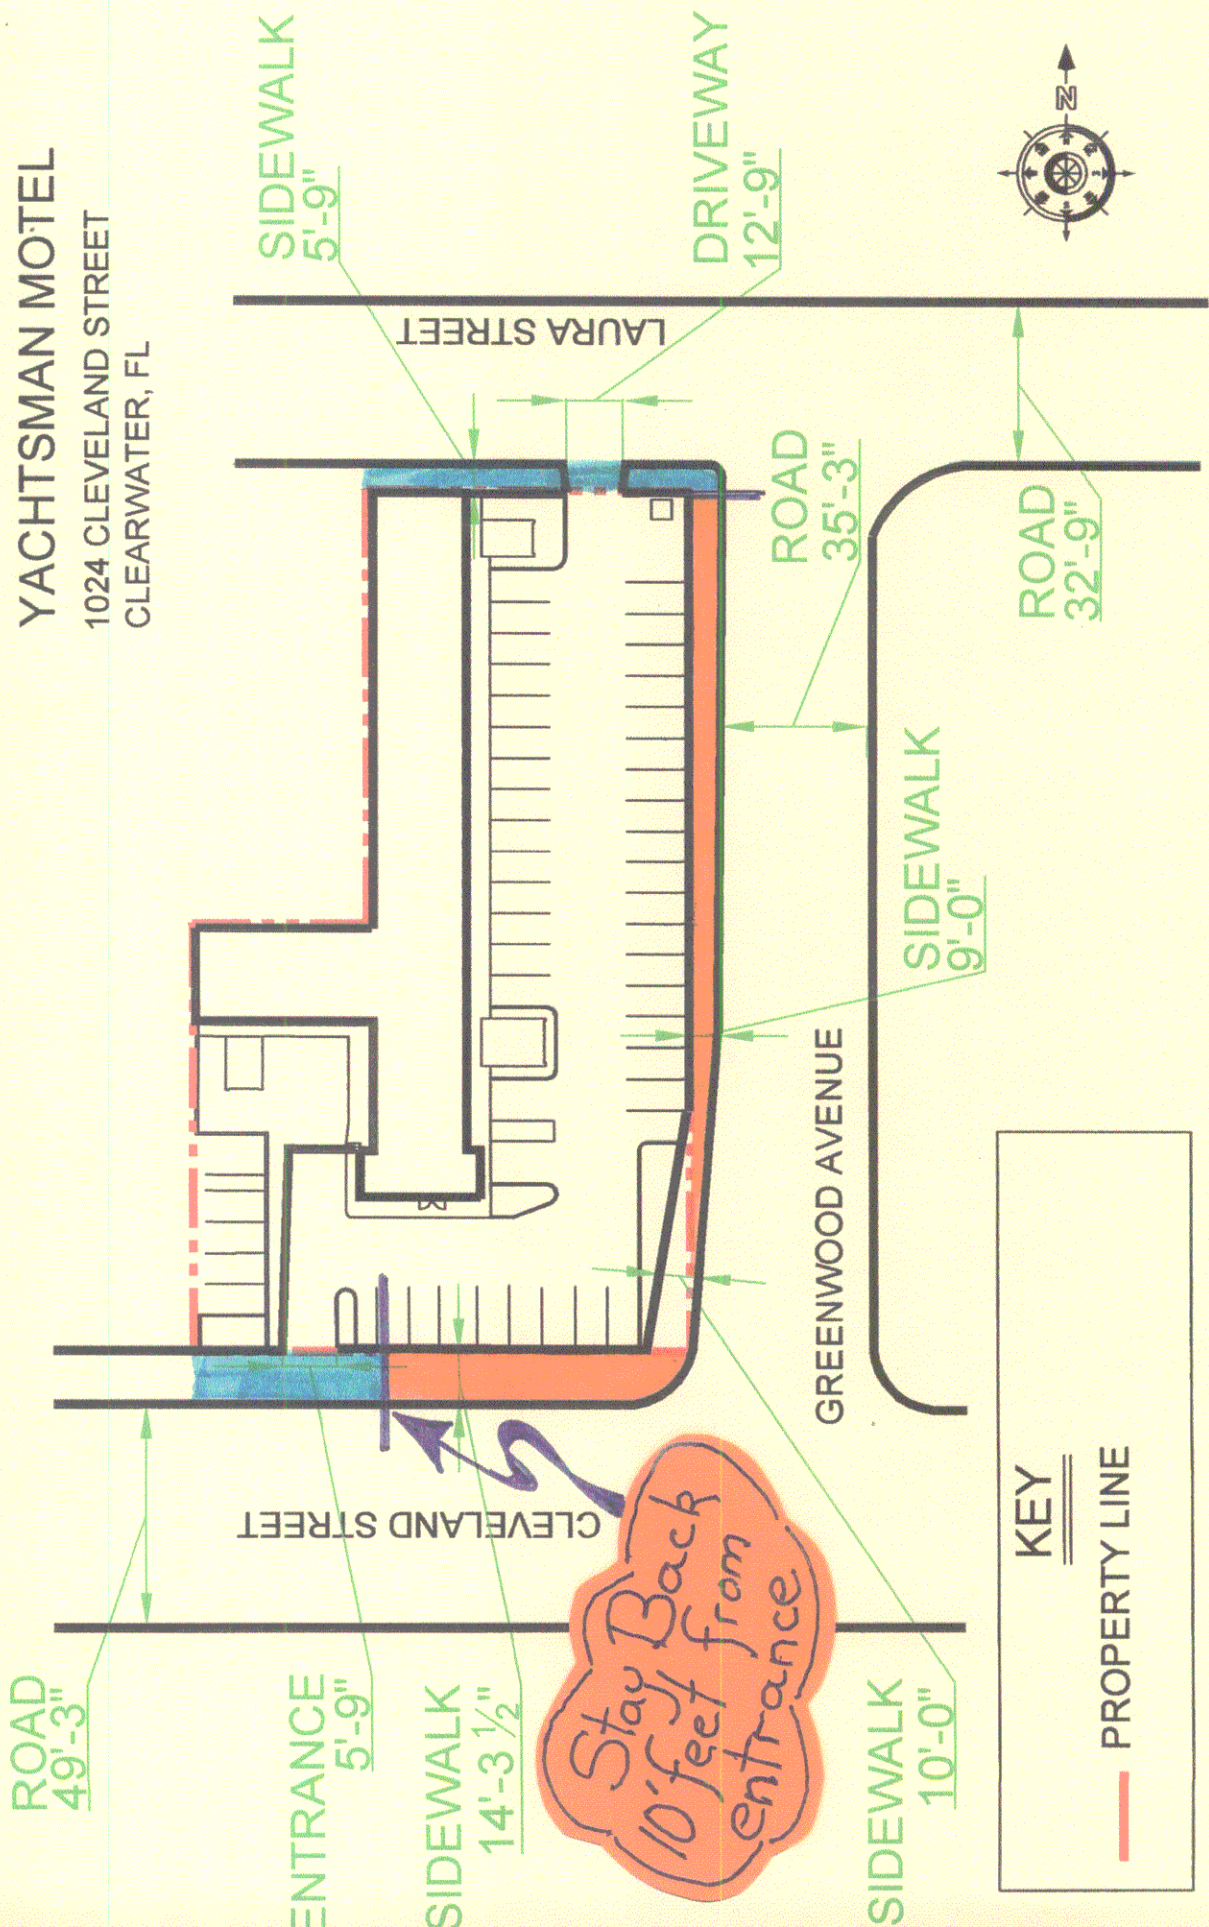 YACHTSMAN MOTEL
1024 CLEVELAND STREET
CLEARWATER, FL
SIDEWALK
5'-9"
DRIVEWAY
12'-9"
N
LAURA STREET
ROAD
35'-3"
ROAD
32'-9"
SIDEWALK
9'-0"
GREENWOOD AVENUE
CLEVELAND STREET
ROAD
49'-3"
ENTRANCE
5'-9"
SIDEWALK
14'-3 1/2"
Stay Back
10' feet from
entrance
SIDEWALK
10'-0"
KEY
PROPERTY LINE